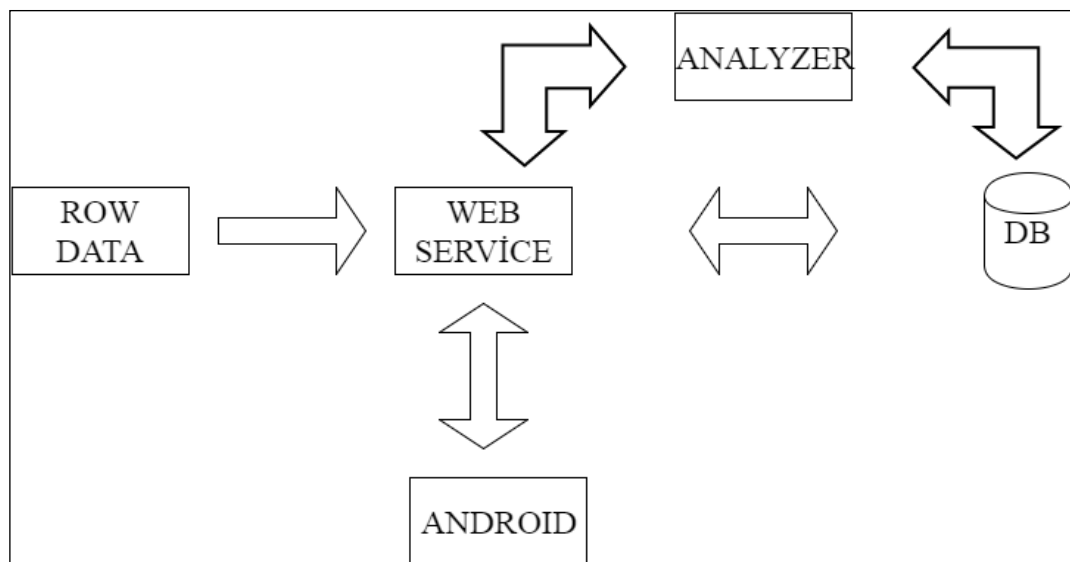 ANALYZER
ROW
DATA
WEB
SERVİCE
DB
ANDROID